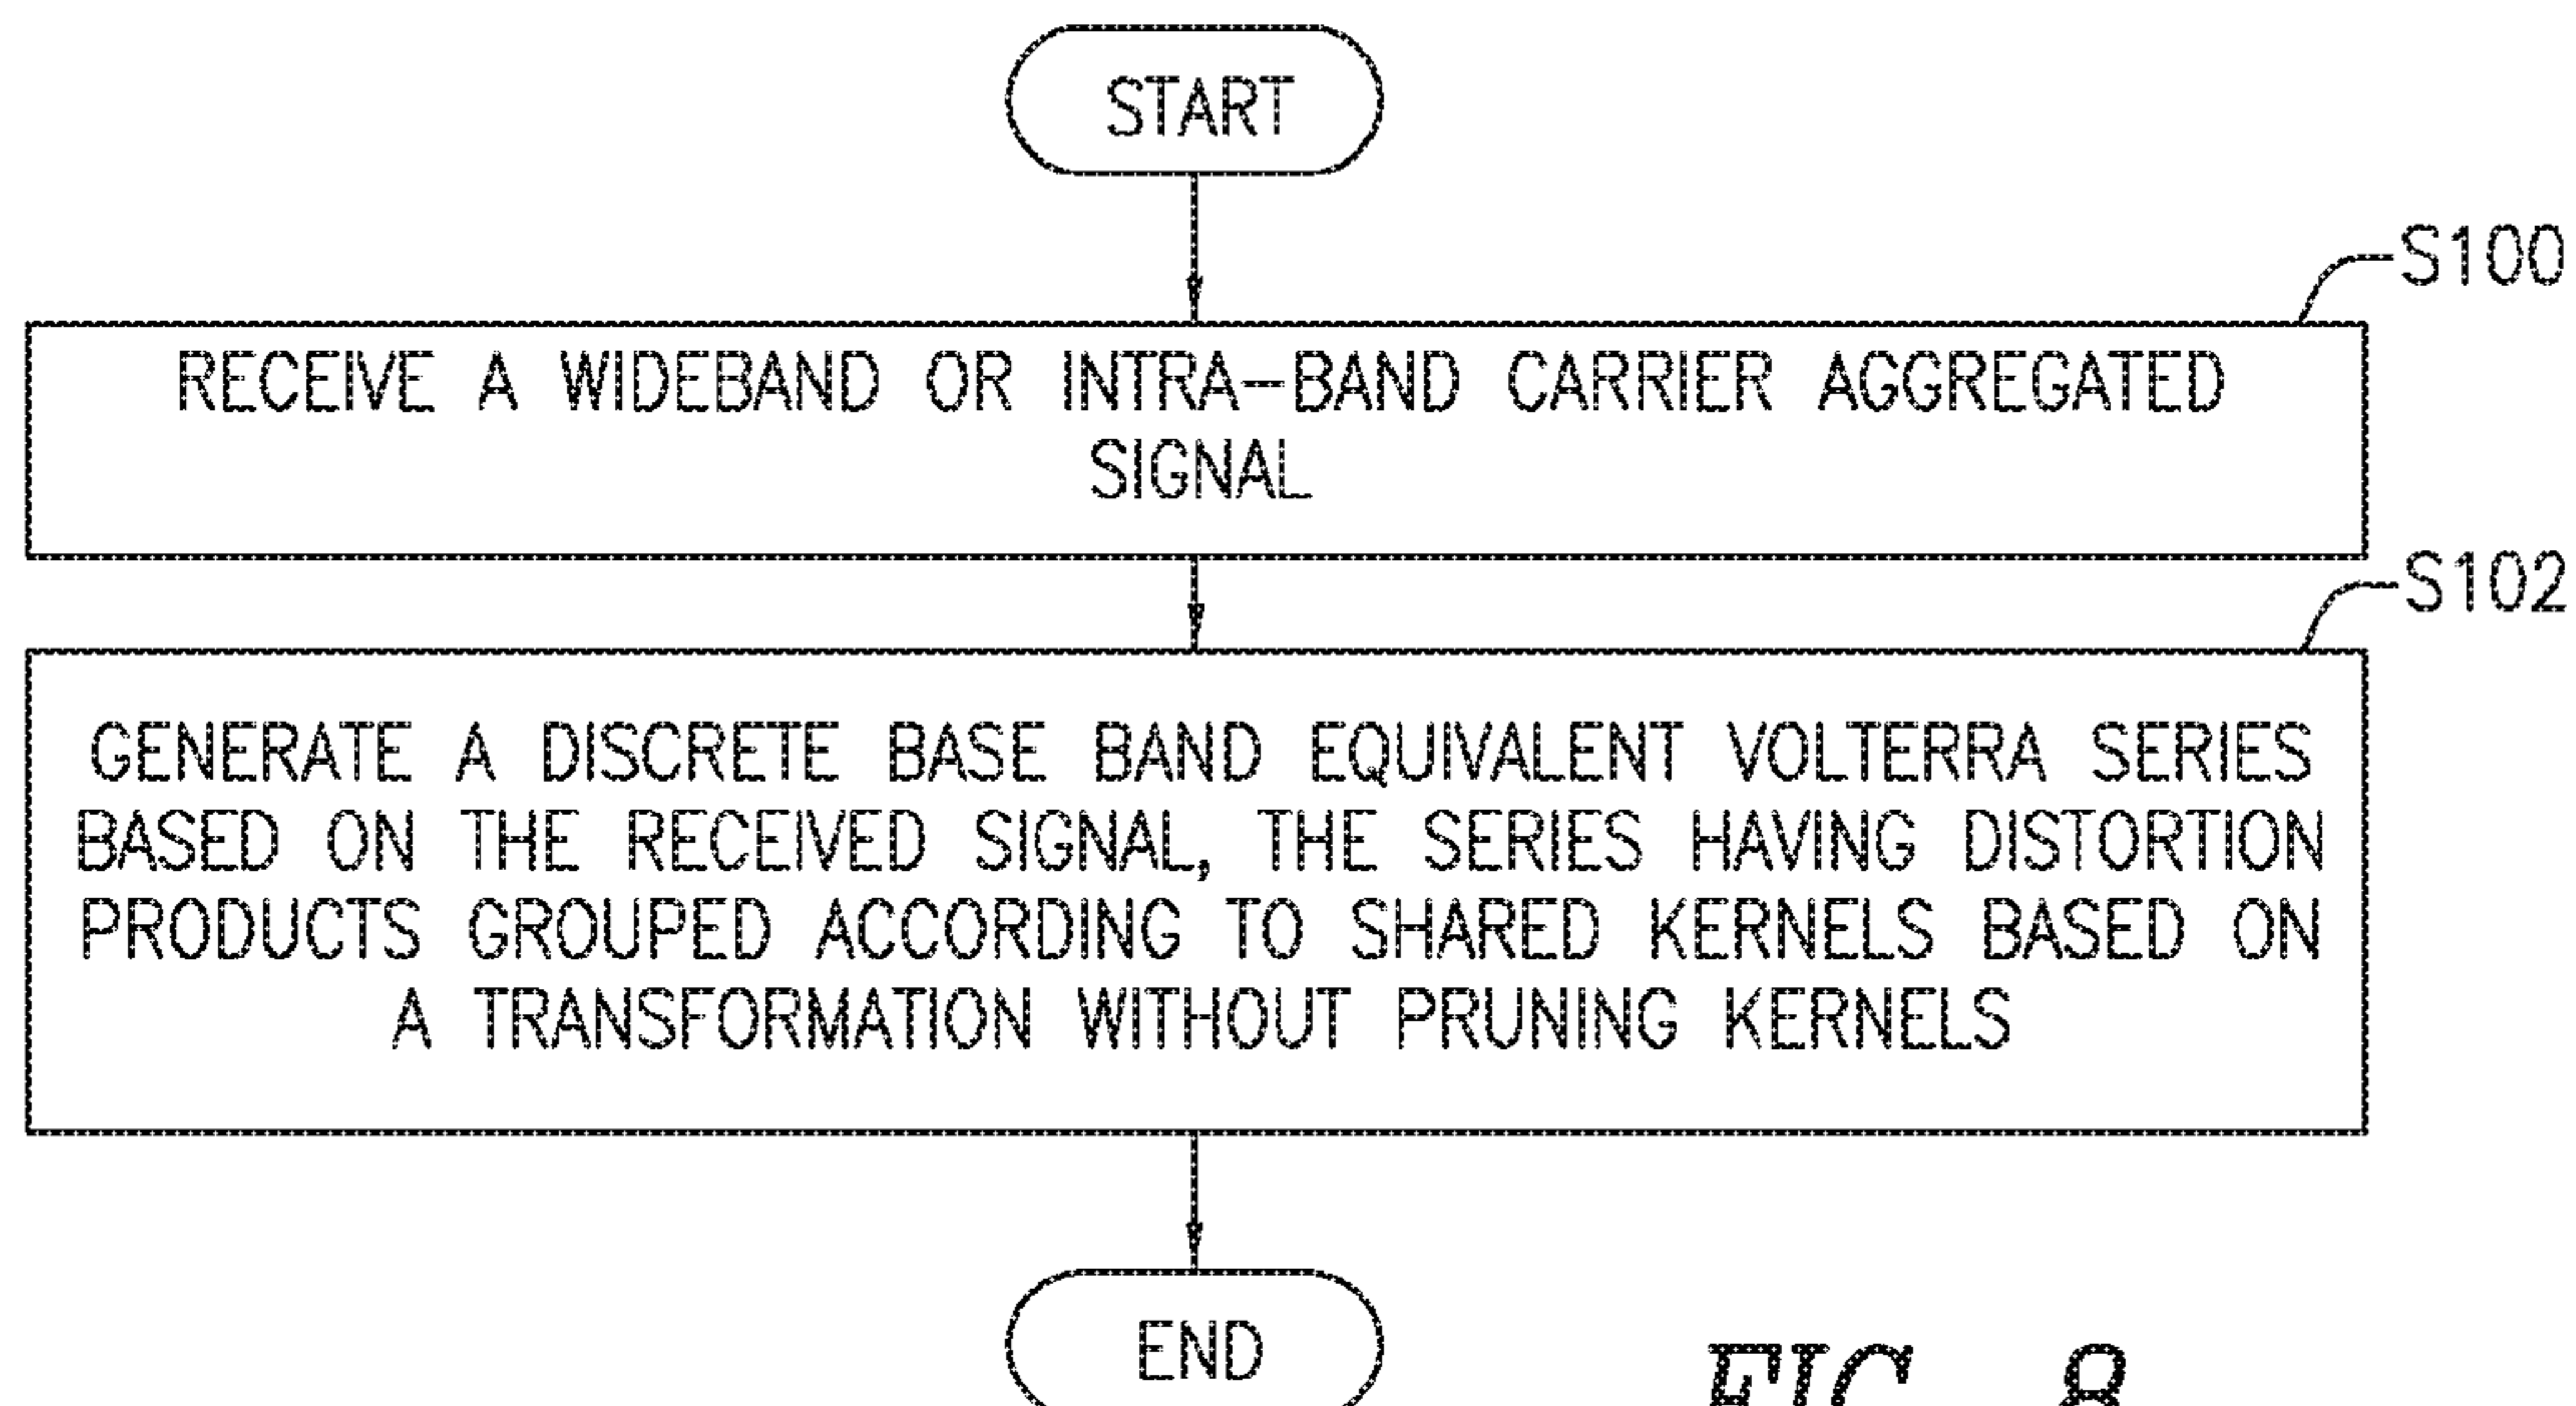 START
S100
RECEIVE A WIDEBAND OR INTRA-BAND CARRIER AGGREGATED
SIGNAL
S102
GENERATE A DISCRETE BASE BAND EQUIVALENT VOLTERRA SERIES
BASED ON THE RECEIVED SIGNAL, THE SERIES HAVING DISTORTION
PRODUCTS GROUPED ACCORDING TO SHARED KERNELS BASED ON
A TRANSFORMATION WITHOUT PRUNING KERNELS
END
FIG. 8